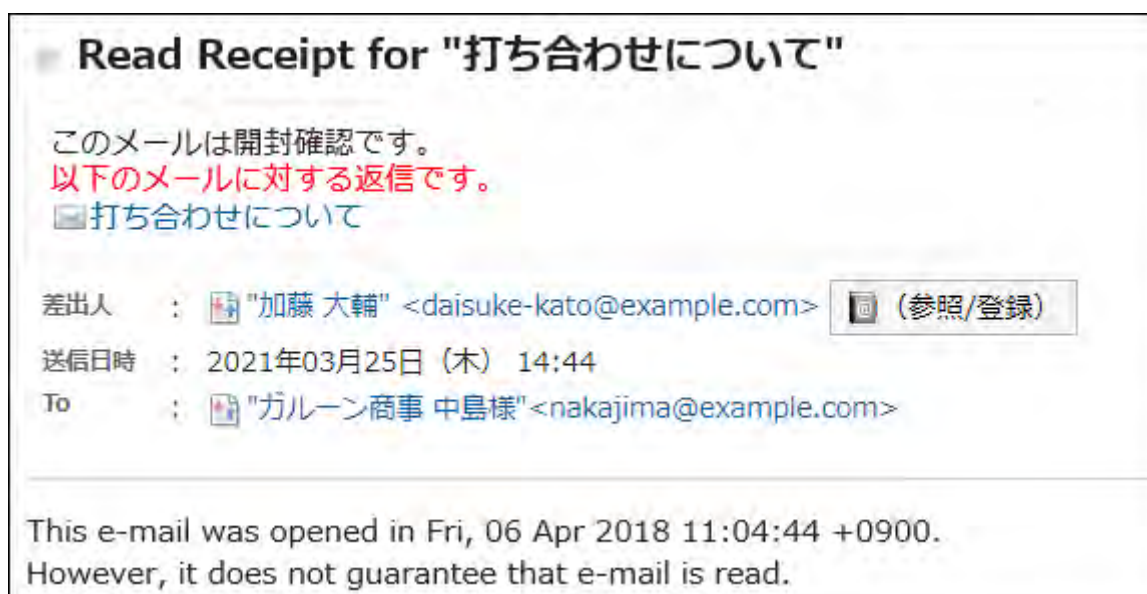 Read Receipt for "打ち合わせについて"
このメールは開封確認です。
以下のメールに対する返信です。
打ち合わせについて
差出人 : "加藤 大輔" <daisuke-kato@example.com> (参照/登録)
送信日時 : 2021年03月25日（木） 14:44
To : "ガルーン商事 中島様"<nakajima@example.com>
This e-mail was opened in Fri, 06 Apr 2018 11:04:44 +0900.
However, it does not guarantee that e-mail is read.